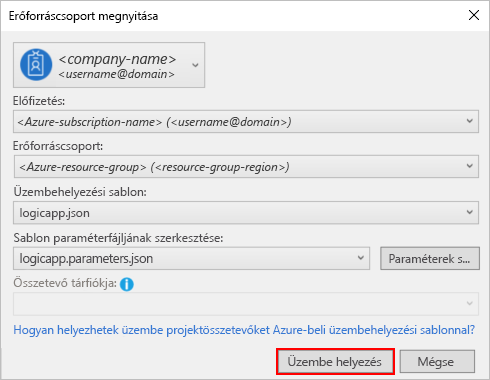 Erőforráscsoport megnyitása
<company-name>
<username@domain>
Előfizetés:
<Azure-subscription-name> (<username@domain>)
Erőforráscsoport:
<Azure-resource-group> (<resource-group-region>)
Üzembehelyezési sablon:
logicapp.json
Sablon paraméterfájljának szerkesztése:
logicapp.parameters.json
Paraméterek s...
Összetevő tárfiókja:
Hogyan helyezhetek üzembe projektösszetevőket Azure-beli üzembehelyezési sablonnal?
Üzembe helyezés
Mégse